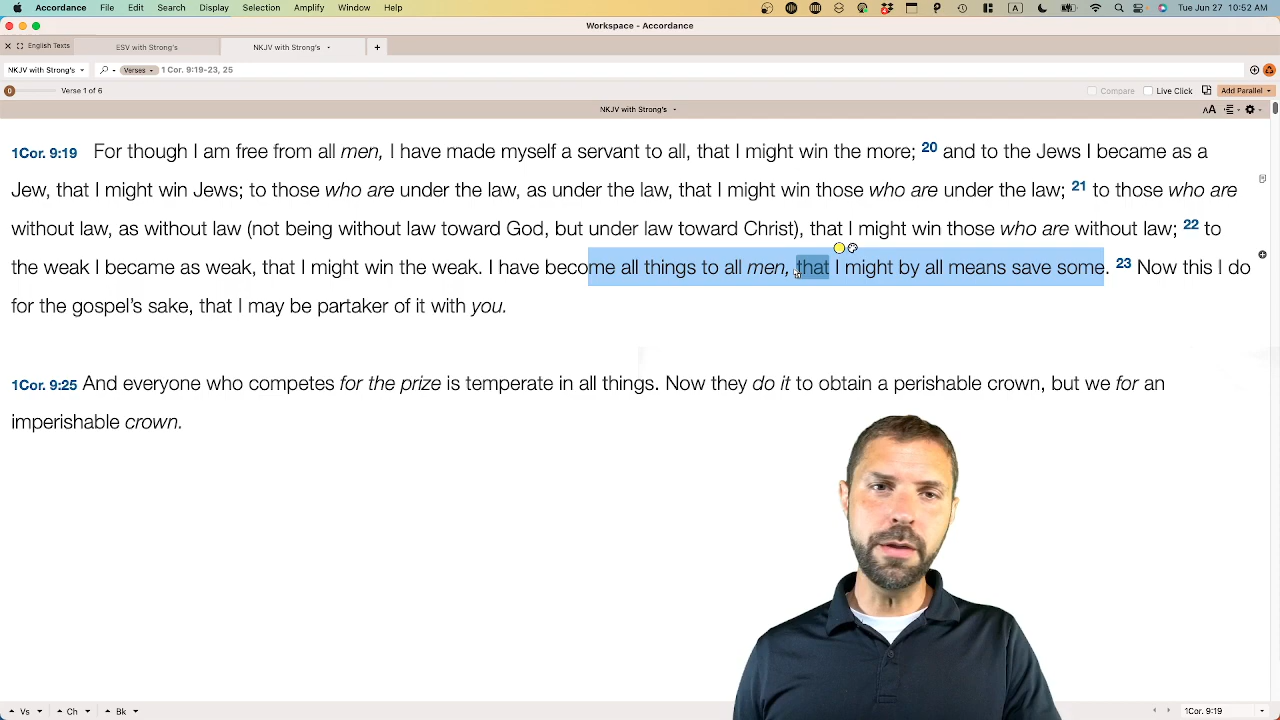 Accordance File Edit Search Display Selection Amplify Window Help Tue Jun 27 10:52 AM
Workspace - Accordance
English Texts ESV with Strong's NKJV with Strong's
NKJV with Strong's Verses 1 Cor. 9:19-23, 25
0 Verse 1 of 6 Compare Live Click Add Parallel
NKJV with Strong's AA
1Cor. 9:19 For though I am free from all men, I have made myself a servant to all, that I might win the more; 20 and to the Jews I became as a
Jew, that I might win Jews; to those who are under the law, as under the law, that I might win those who are under the law; 21 to those who are
without law, as without law (not being without law toward God, but under law toward Christ), that I might win those who are without law; 22 to
the weak I became as weak, that I might win the weak. I have become all things to all men, that I might by all means save some. 23 Now this I do
for the gospel's sake, that I may be partaker of it with you.
1Cor. 9:25 And everyone who competes for the prize is temperate in all things. Now they do it to obtain a perishable crown, but we for an
imperishable crown.
Vs Ch Bk 1Cor. 9:19